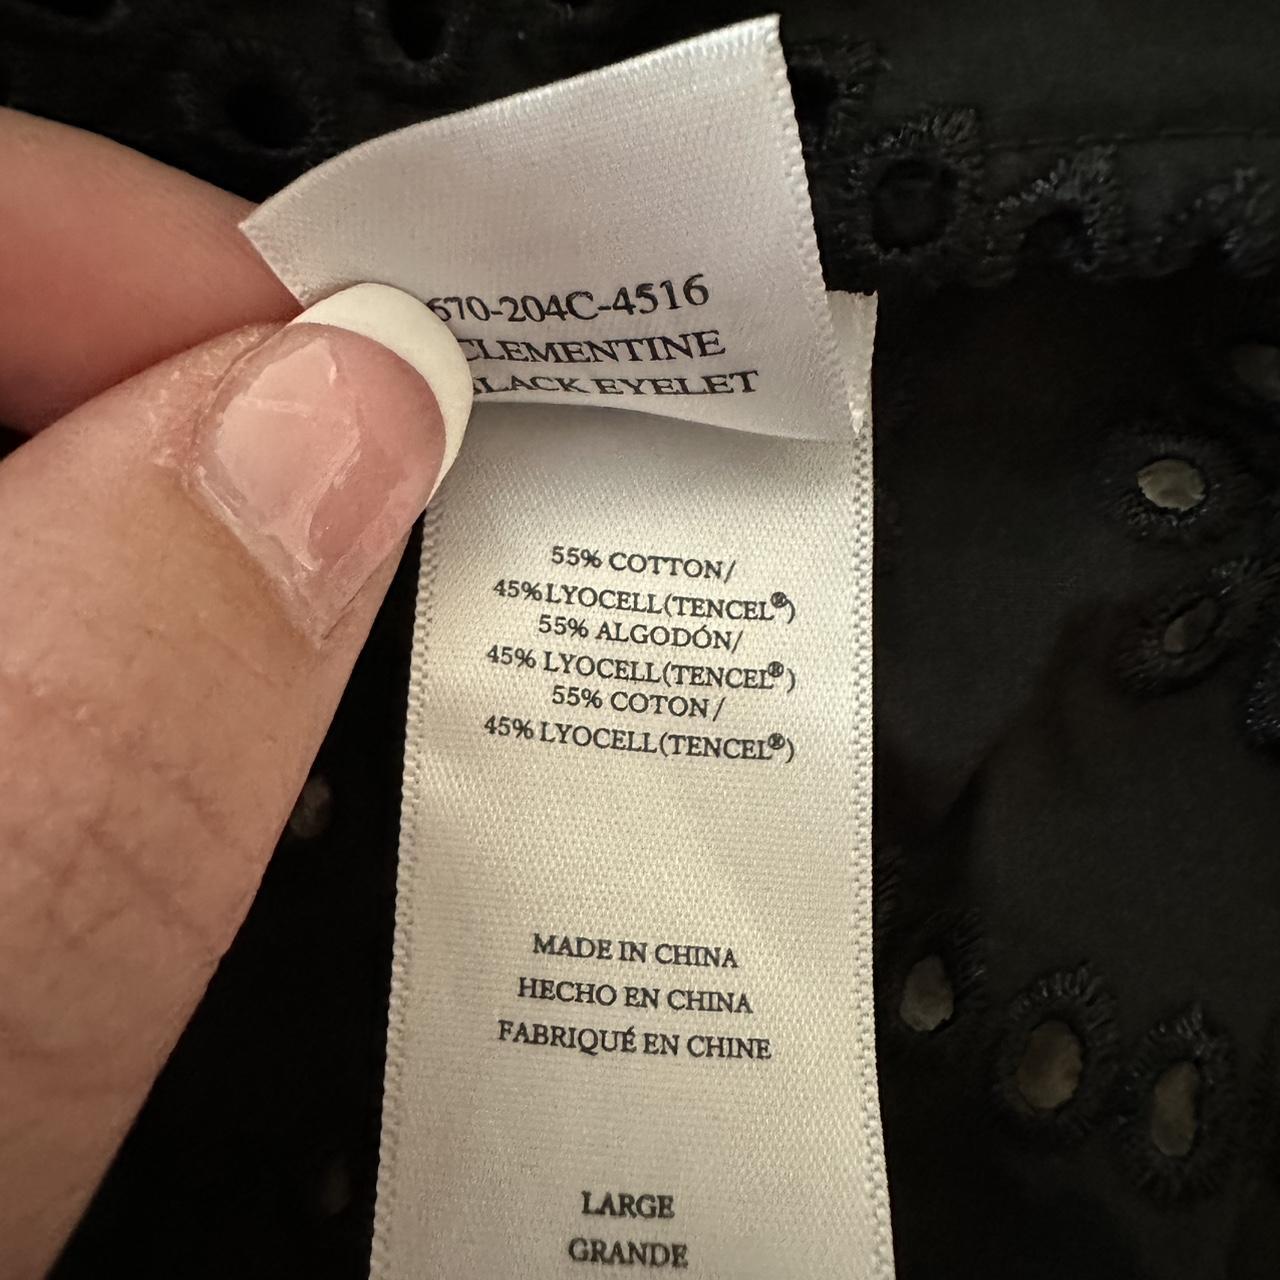 670-204C-4516
CLEMENTINE
BLACK EYELET
55% COTTON/
45% LYOCELL(TENCEL®)
55% ALGODÓN/
45% LYOCELL(TENCEL®)
55% COTON/
45% LYOCELL(TENCEL®)
MADE IN CHINA
HECHO EN CHINA
FABRIQUÉ EN CHINE
LARGE
GRANDE